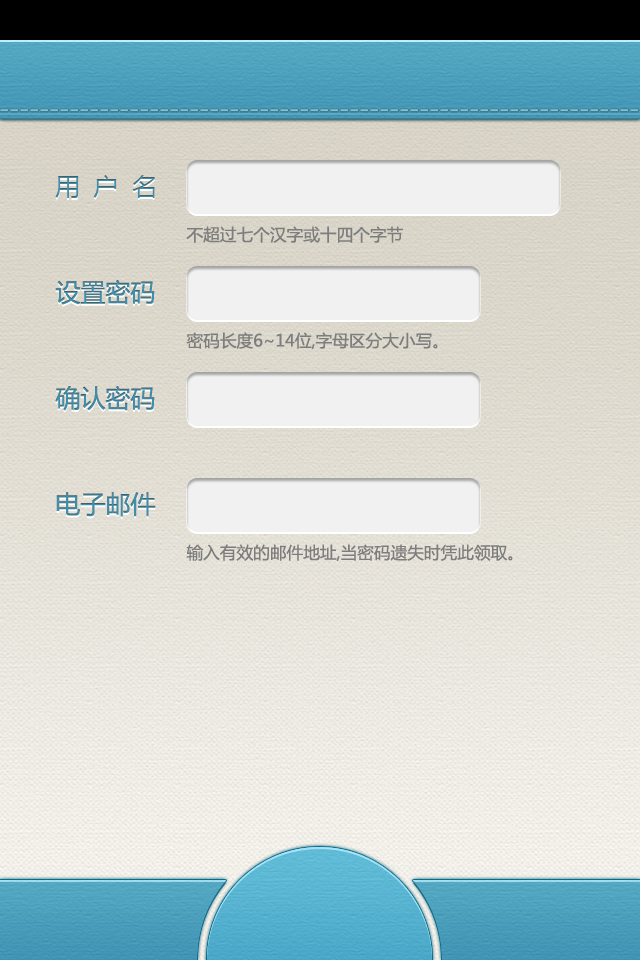 用 户 名
不超过七个汉字或十四个字节
设置密码
密码长度6~14位,字母区分大小写。
确认密码
电子邮件
输入有效的邮件地址,当密码遗失时凭此领取。